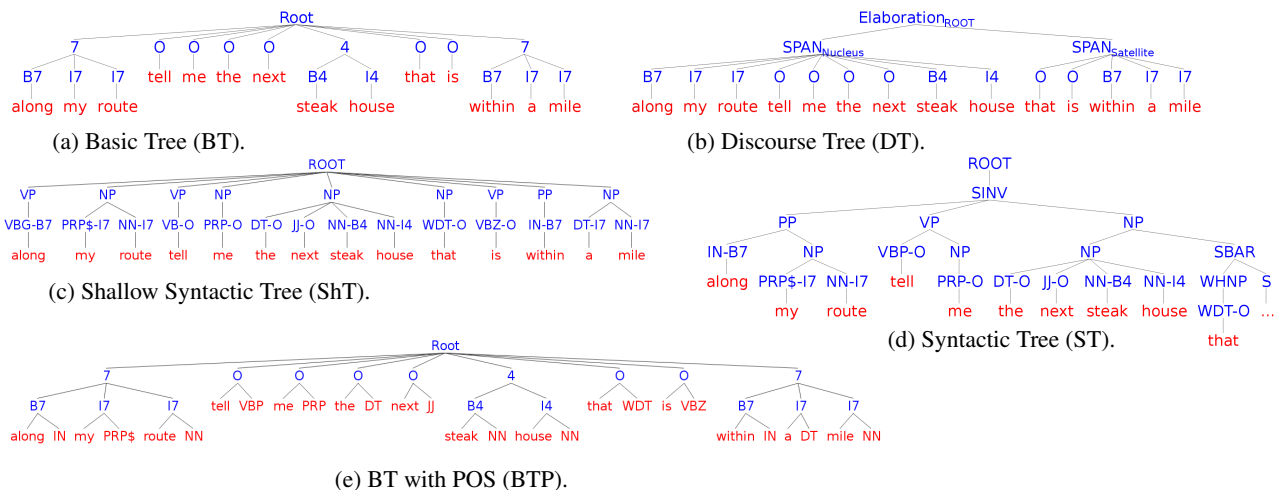 Root
7 O O O O 4 O O 7
B7 I7 I7 tell me the next B4 I4 that is B7 I7 I7
along my route steak house within a mile
(a) Basic Tree (BT).
Elaboration ROOT
SPAN Nucleus SPAN Satellite
B7 I7 I7 O O O O B4 I4 O O B7 I7 I7
along my route tell me the next steak house that is within a mile
(b) Discourse Tree (DT).
ROOT
VP NP VP NP NP NP VP PP NP
VBG-B7 PRP$-I7 NN-I7 VB-O PRP-O DT-O JJ-O NN-B4 NN-I4 WDT-O VBZ-O IN-B7 DT-I7 NN-I7
along my route tell me the next steak house that is within a mile
(c) Shallow Syntactic Tree (ShT).
ROOT
SINV
PP VP NP
IN-B7 NP VBP-O NP NP SBAR
along PRP$-I7 NN-I7 tell PRP-O DT-O JJ-O NN-B4 NN-I4 WHNP S
my route me the next steak house WDT-O ...
that
(d) Syntactic Tree (ST).
Root
7 O O O O 4 O O 7
B7 I7 I7 tell VBP me PRP the DT next JJ B4 I4 that WDT is VBZ B7 I7 I7
along IN my PRP$ route NN steak NN house NN within IN a DT mile NN
(e) BT with POS (BTP).